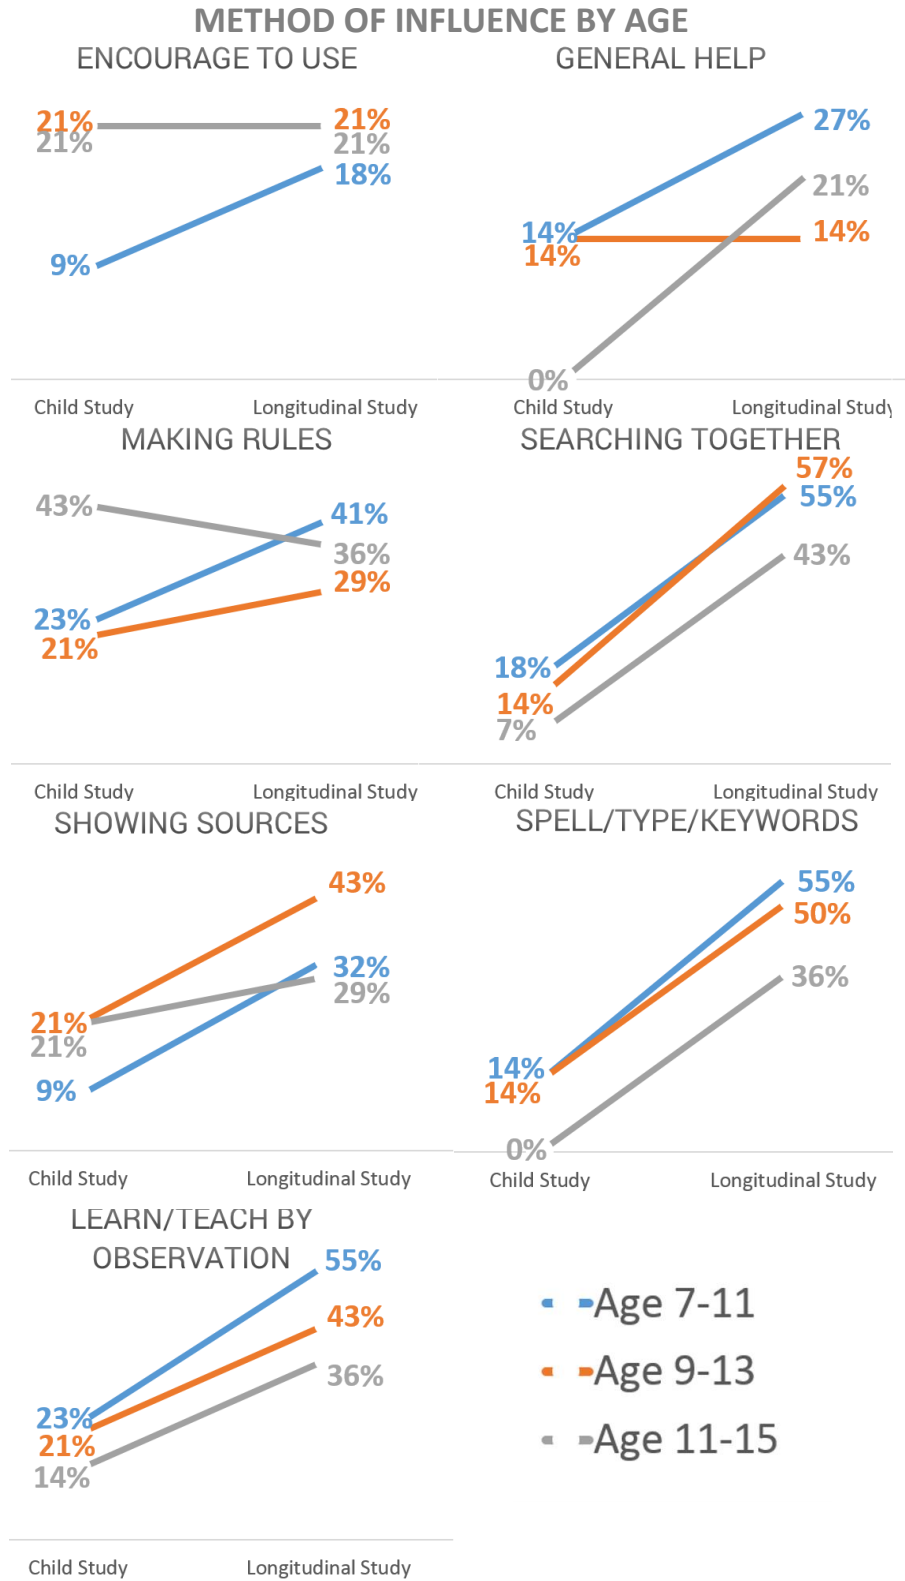 METHOD OF INFLUENCE BY AGE
ENCOURAGE TO USE
21%
21%
9%
21%
21%
18%
Child Study
Longitudinal Study
GENERAL HELP
14%
14%
0%
27%
21%
14%
Child Study
Longitudinal Study
MAKING RULES
43%
23%
21%
41%
36%
29%
Child Study
Longitudinal Study
SEARCHING TOGETHER
18%
14%
7%
57%
55%
43%
Child Study
Longitudinal Study
SHOWING SOURCES
21%
21%
9%
43%
32%
29%
Child Study
Longitudinal Study
SPELL/TYPE/KEYWORDS
14%
14%
0%
55%
50%
36%
Child Study
Longitudinal Study
LEARN/TEACH BY
OBSERVATION
23%
21%
14%
55%
43%
36%
Child Study
Longitudinal Study
Age 7-11
Age 9-13
Age 11-15